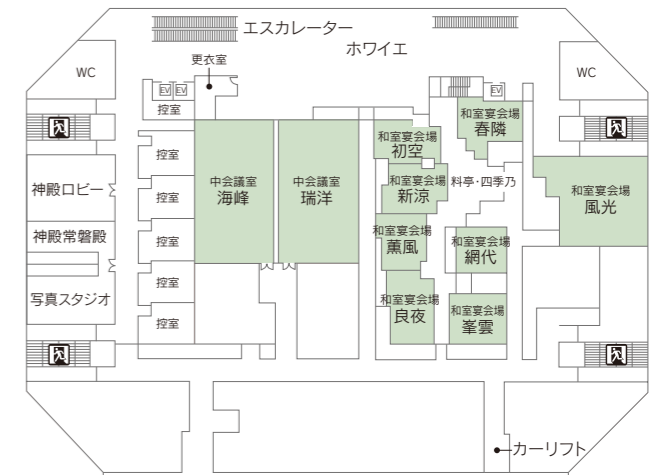 エスカレーター
ホワイエ
更衣室
WC
WC
EV
EV
EV
控室
控室
控室
控室
控室
控室
中会議室
海峰
中会議室
瑞洋
和室宴会場
初空
和室宴会場
春隣
和室宴会場
新涼
料亭・四季乃
和室宴会場
風光
神殿ロビー
神殿常磐殿
写真スタジオ
和室宴会場
薫風
和室宴会場
網代
和室宴会場
良夜
和室宴会場
峯雲
カーリフト